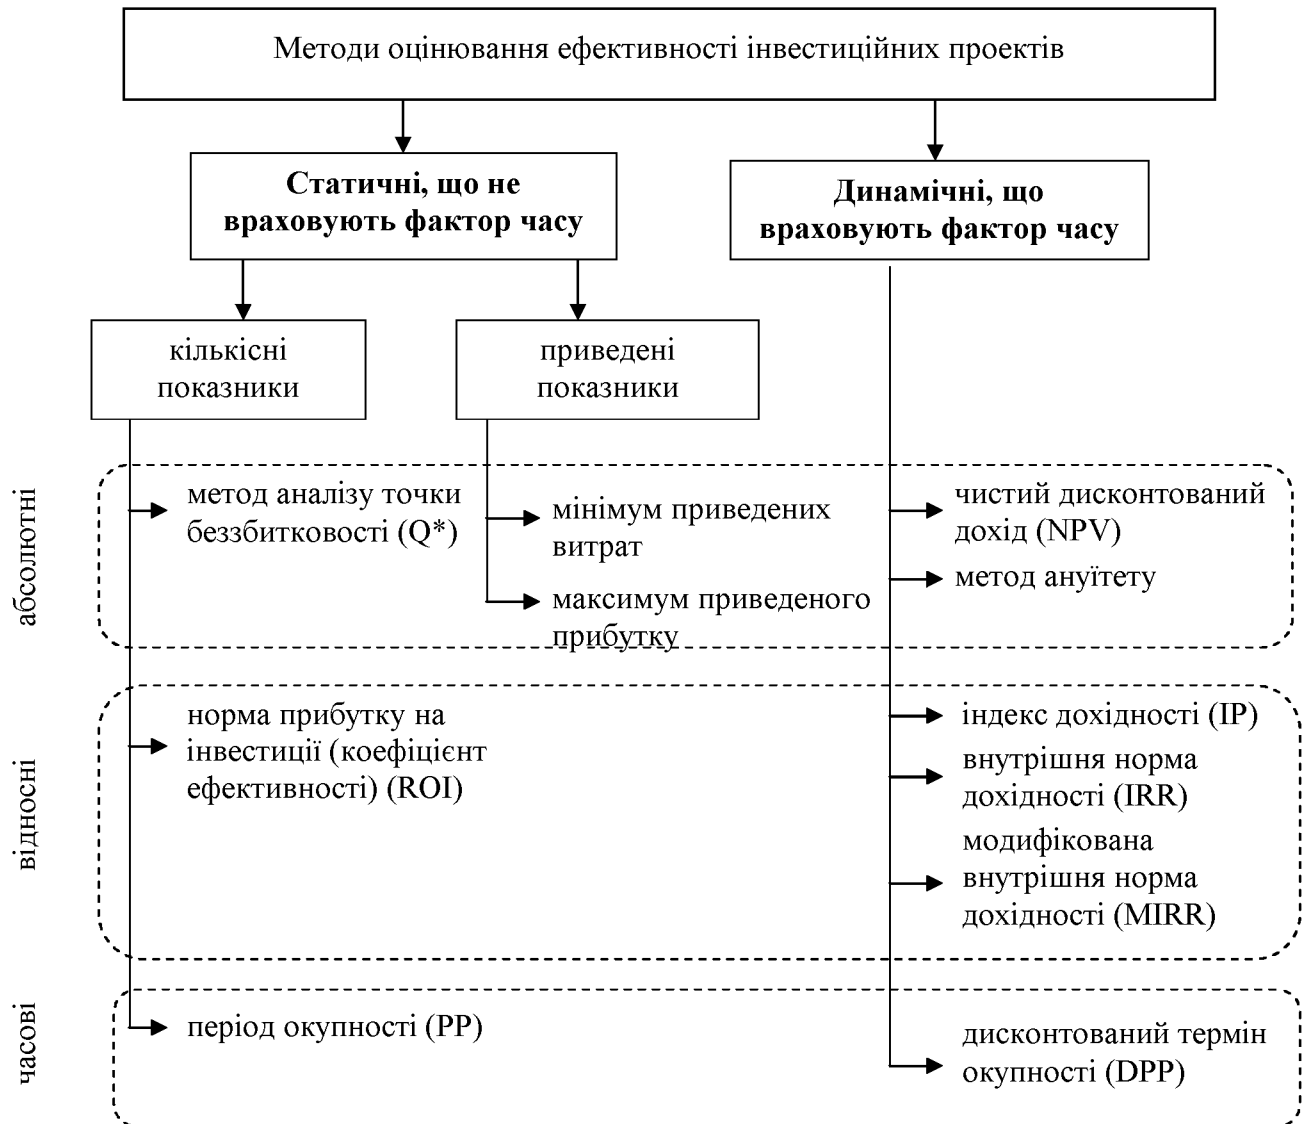 Методи оцінювання ефективності інвестиційних проектів
Статичні, що не
враховують фактор часу
Динамічні, що
враховують фактор часу
кількісні
показники
приведені
показники
абсолютні
метод аналізу точки
беззбитковості (Q*)
мінімум приведених
витрат
максимум приведеного
прибутку
чистий дисконтований
дохід (NPV)
метод ануїтету
відносні
норма прибутку на
інвестиції (коефіцієнт
ефективності) (ROI)
індекс дохідності (IP)
внутрішня норма
дохідності (IRR)
модифікована
внутрішня норма
дохідності (MIRR)
часові
період окупності (PP)
дисконтований термін
окупності (DPP)